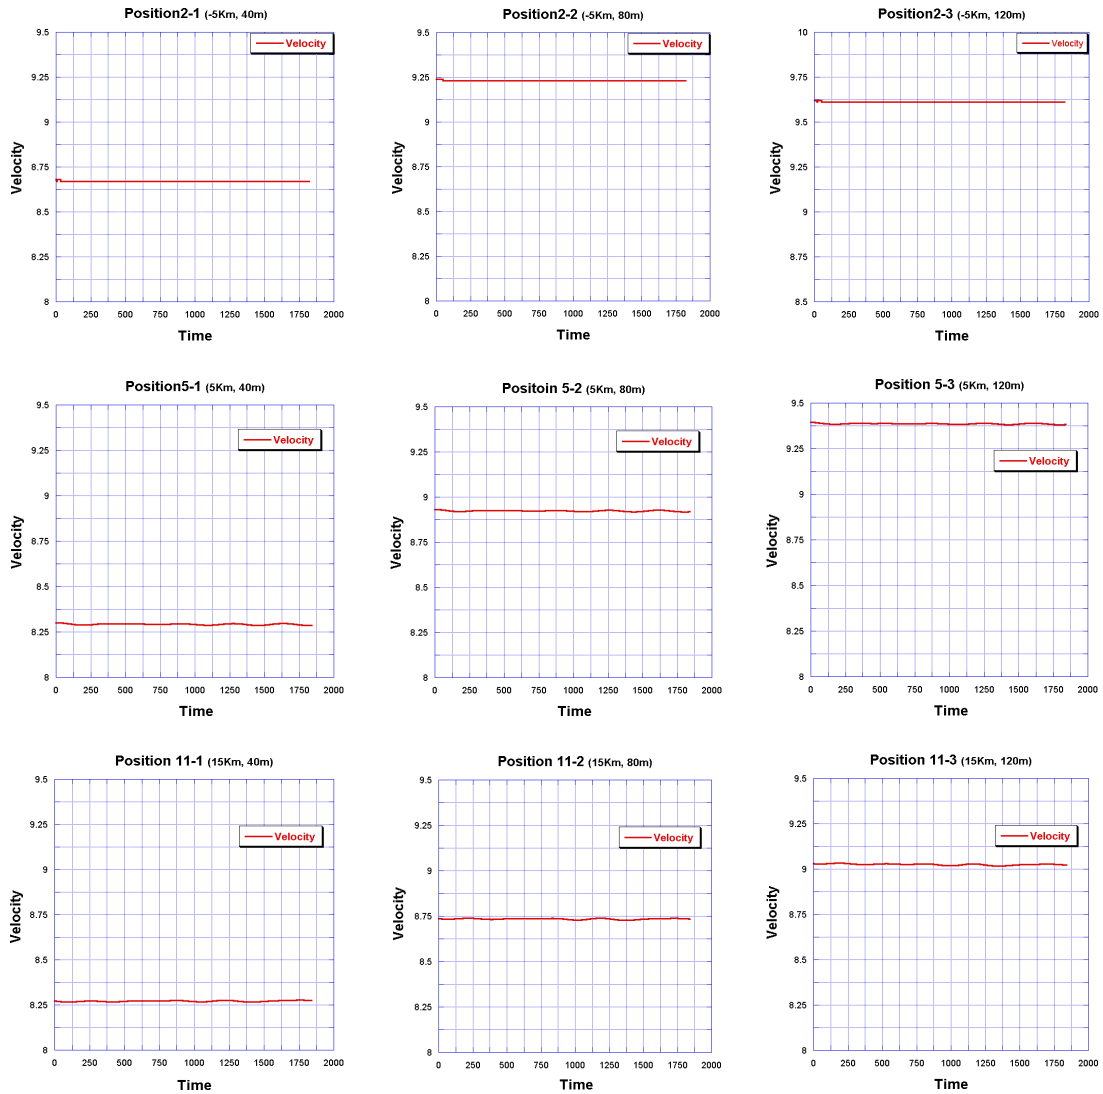 Position2-1 (-5Km, 40m)
9.5
9.25
9
8.75
8.5
8.25
8
Velocity
Velocity
0 250 500 750 1000 1250 1500 1750 2000
Time
Position2-2 (-5Km, 80m)
9.5
9.25
9
8.75
8.5
8.25
8
Velocity
Velocity
0 250 500 750 1000 1250 1500 1750 2000
Time
Position2-3 (-5Km, 120m)
10
9.75
9.5
9.25
9
8.75
8.5
Velocity
Velocity
0 250 500 750 1000 1250 1500 1750 2000
Time
Position5-1 (5Km, 40m)
9.5
9.25
9
8.75
8.5
8.25
8
Velocity
Velocity
0 250 500 750 1000 1250 1500 1750 2000
Time
Positoin 5-2 (5Km, 80m)
9.5
9.25
9
8.75
8.5
8.25
8
Velocity
Velocity
0 250 500 750 1000 1250 1500 1750 2000
Time
Position 5-3 (5Km, 120m)
9.5
9.25
9
8.75
8.5
8.25
8
Velocity
Velocity
0 250 500 750 1000 1250 1500 1750 2000
Time
Position 11-1 (15Km, 40m)
9.5
9.25
9
8.75
8.5
8.25
8
Velocity
Velocity
0 250 500 750 1000 1250 1500 1750 2000
Time
Position 11-2 (15Km, 80m)
9.5
9.25
9
8.75
8.5
8.25
8
Velocity
Velocity
0 250 500 750 1000 1250 1500 1750 2000
Time
Position 11-3 (15Km, 120m)
9.5
9.25
9
8.75
8.5
8.25
8
Velocity
Velocity
0 250 500 750 1000 1250 1500 1750 2000
Time